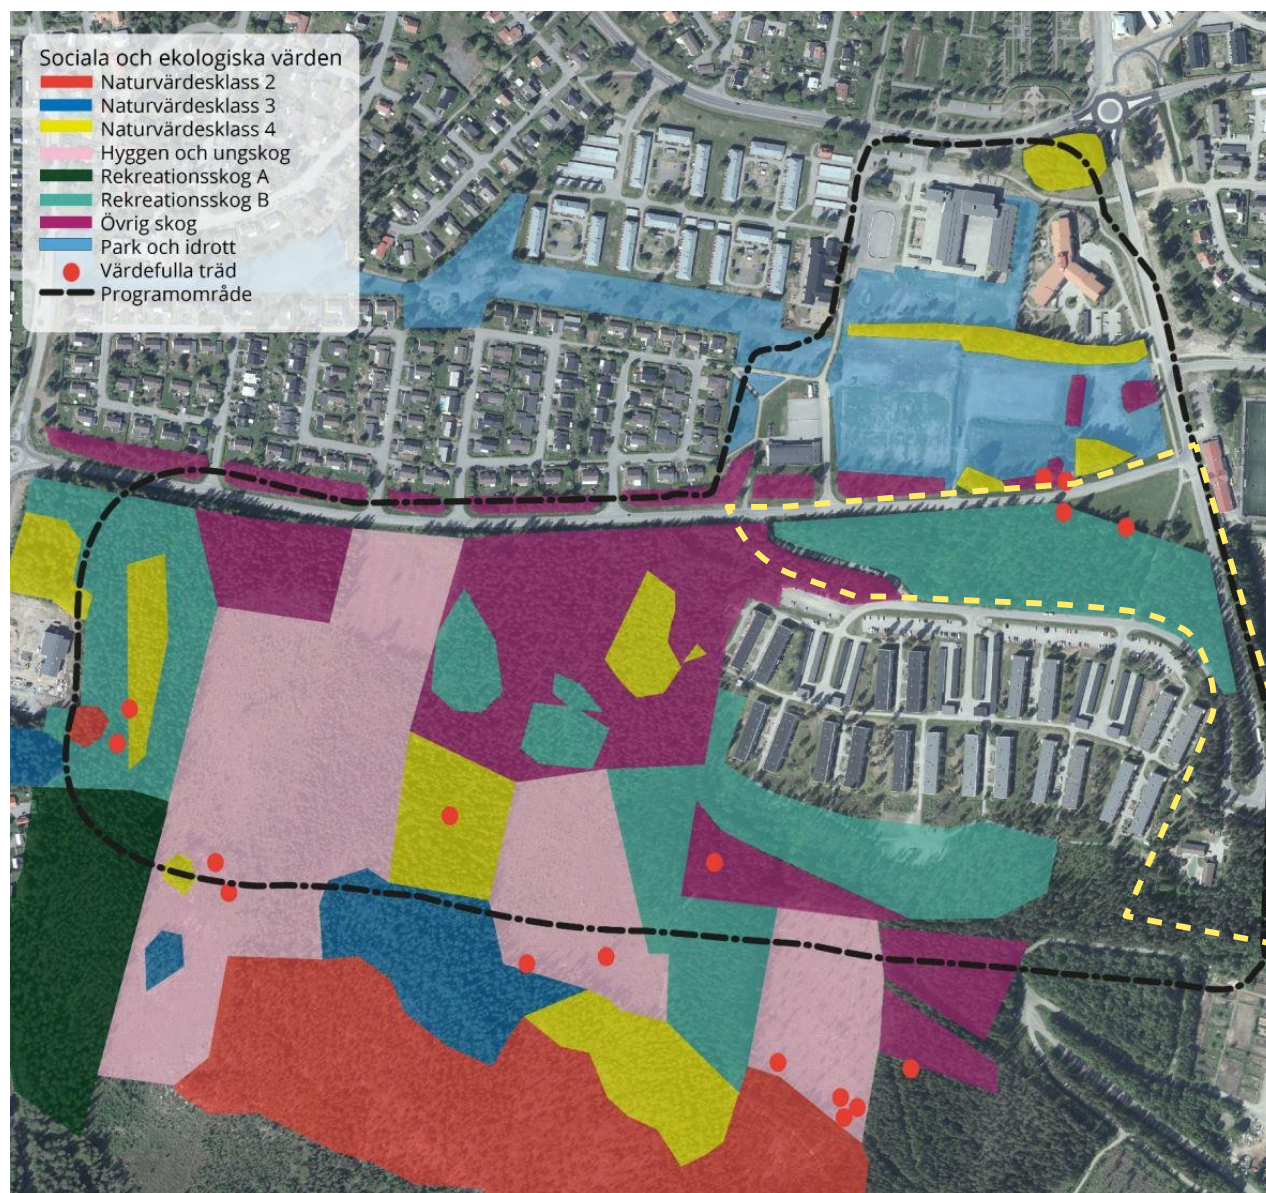 Sociala och ekologiska värden
Naturvärdesklass 2
Naturvärdesklass 3
Naturvärdesklass 4
Hyggen och ungskog
Rekreationsskog A
Rekreationsskog B
Övrig skog
Park och idrott
Värdefulla träd
Programområde